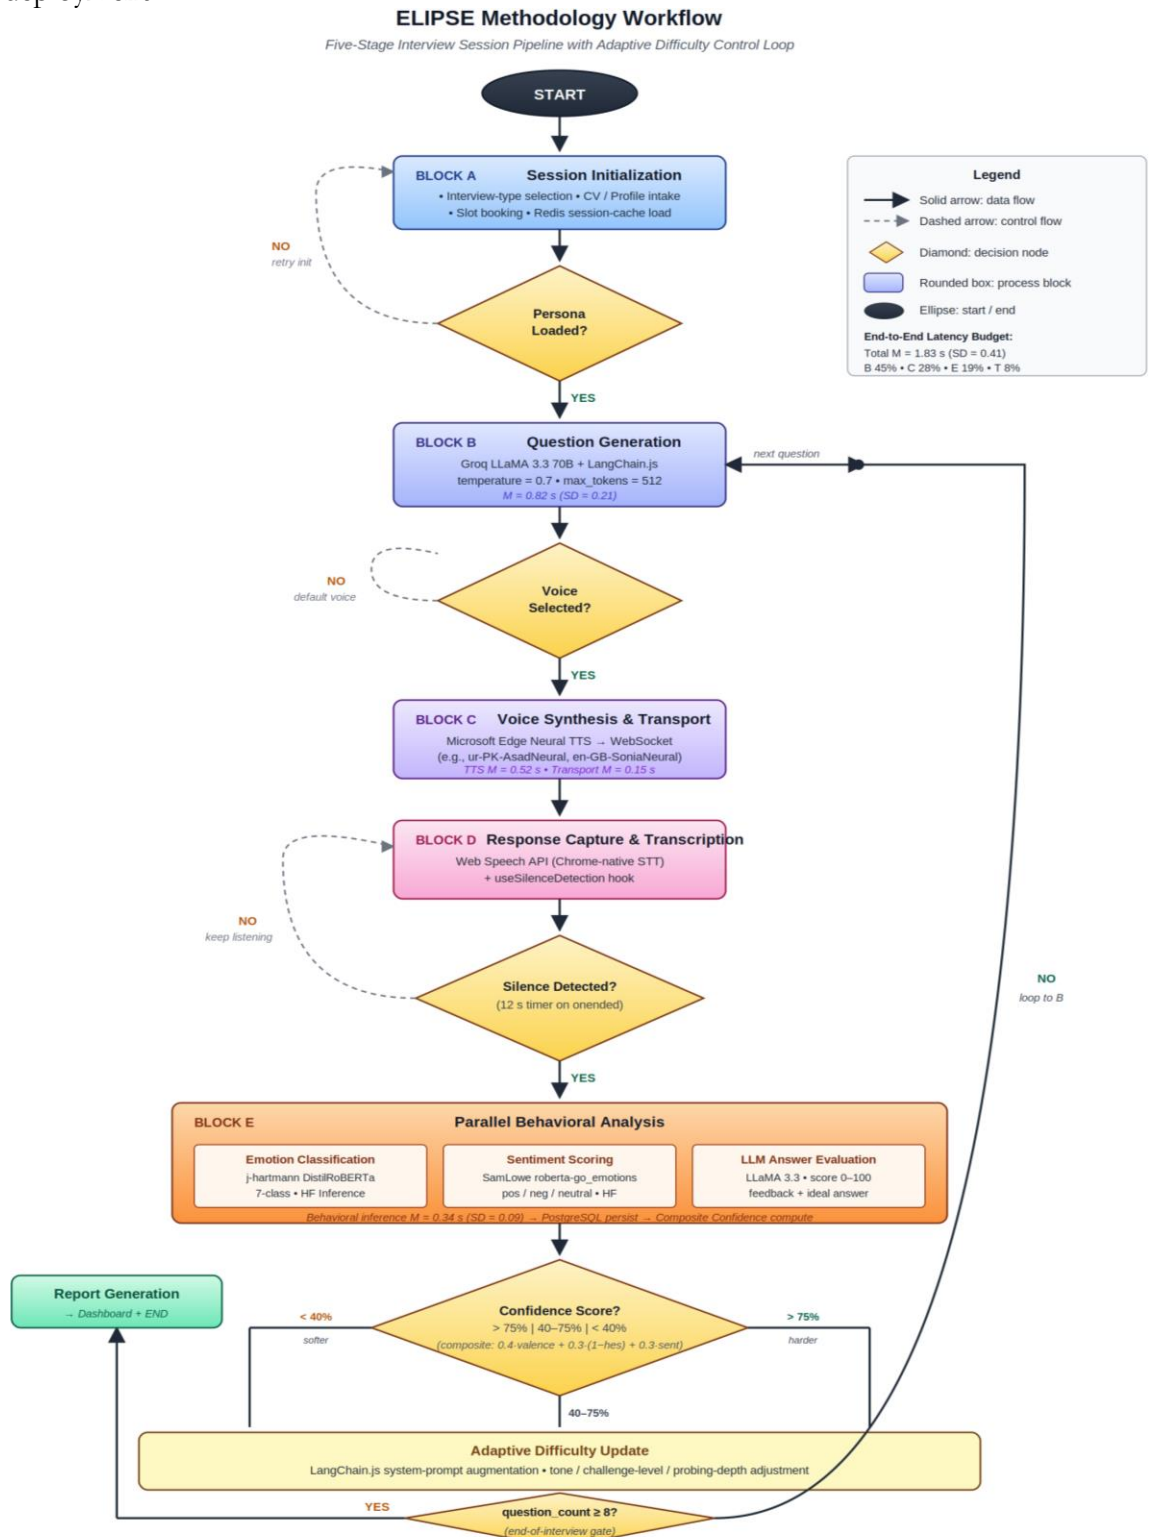 ELIPSE Methodology Workflow
Five-Stage Interview Session Pipeline with Adaptive Difficulty Control Loop
START
BLOCK A Session Initialization
• Interview-type selection • CV / Profile intake
• Slot booking • Redis session-cache load
NO
retry init
Persona
Loaded?
YES
Legend
Solid arrow: data flow
Dashed arrow: control flow
Diamond: decision node
Rounded box: process block
Ellipse: start / end
End-to-End Latency Budget:
Total M = 1.83 s (SD = 0.41)
B 45% • C 28% • E 19% • T 8%
BLOCK B Question Generation
Groq LLaMA 3.3 70B + LangChain.js
temperature = 0.7 • max_tokens = 512
M = 0.82 s (SD = 0.21)
next question
NO
default voice
Voice
Selected?
YES
BLOCK C Voice Synthesis & Transport
Microsoft Edge Neural TTS → WebSocket
(e.g., ur-PK-AsadNeural, en-GB-SoniaNeural)
TTS M = 0.52 s • Transport M = 0.15 s
BLOCK D Response Capture & Transcription
Web Speech API (Chrome-native STT)
+ useSilenceDetection hook
NO
keep listening
Silence Detected?
(12 s timer on onended)
YES
NO
loop to B
BLOCK E Parallel Behavioral Analysis
Emotion Classification
j-hartmann DistilRoBERTa
7-class • HF Inference
Sentiment Scoring
SamLowe roberta-go_emotions
pos / neg / neutral • HF
LLM Answer Evaluation
LLaMA 3.3 • score 0–100
feedback + ideal answer
Behavioral inference M = 0.34 s (SD = 0.09) → PostgreSQL persist → Composite Confidence compute
Report Generation
→ Dashboard + END
< 40%
softer
Confidence Score?
> 75% | 40–75% | < 40%
(composite: 0.4·valence + 0.3·(1−hes) + 0.3·sent)
> 75%
harder
40–75%
Adaptive Difficulty Update
LangChain.js system-prompt augmentation • tone / challenge-level / probing-depth adjustment
YES
question_count ≥ 8?
(end-of-interview gate)